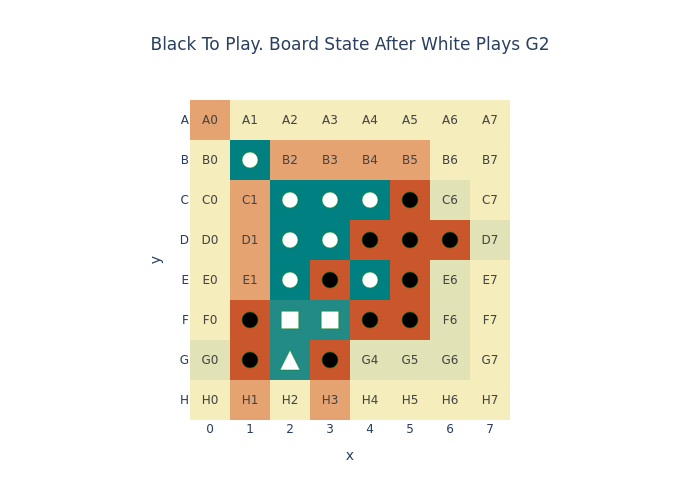 Black To Play. Board State After White Plays G2
A A0 A1 A2 A3 A4 A5 A6 A7
B B0 B2 B3 B4 B5 B6 B7
C C0 C1 C6 C7
D D0 D1 D7
E E0 E1 E6 E7
F F0 F6 F7
G G0 G4 G5 G6 G7
H H0 H1 H2 H3 H4 H5 H6 H7
0 1 2 3 4 5 6 7
x
y